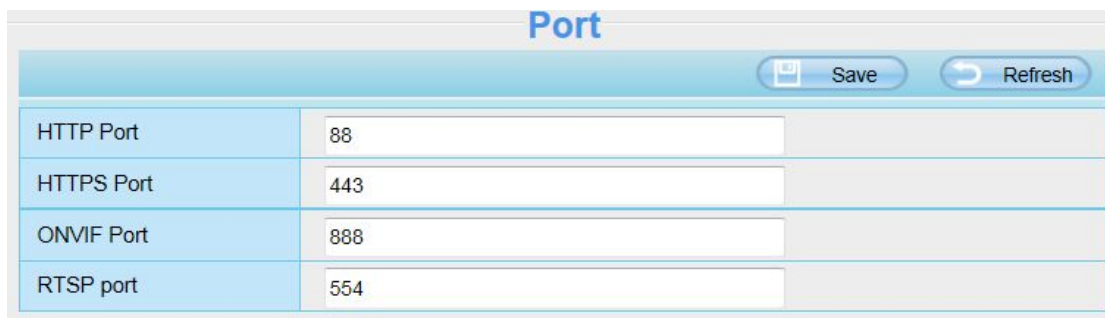 Port
Save Refresh
HTTP Port 88
HTTPS Port 443
ONVIF Port 888
RTSP port 554